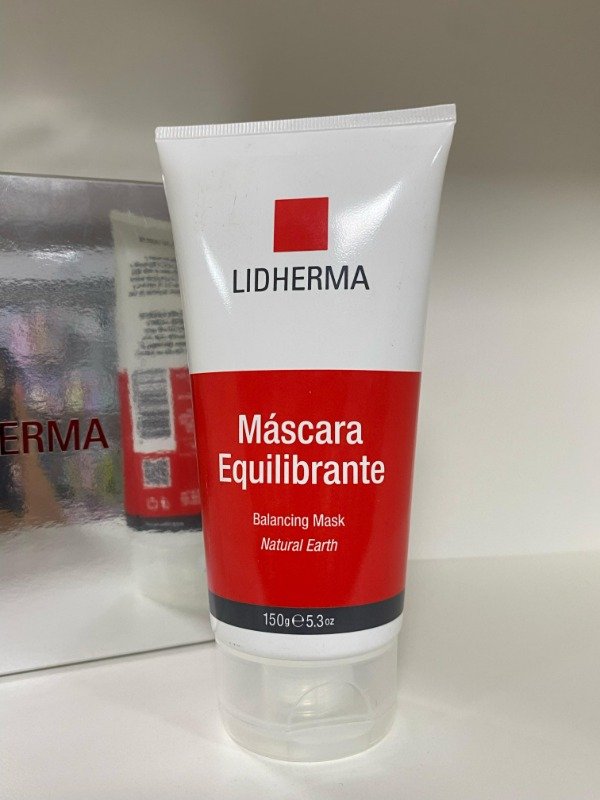 LIDHERMA
Máscara
Equilibrante
Balancing Mask
Natural Earth
150g℮5.3oz
ERMA